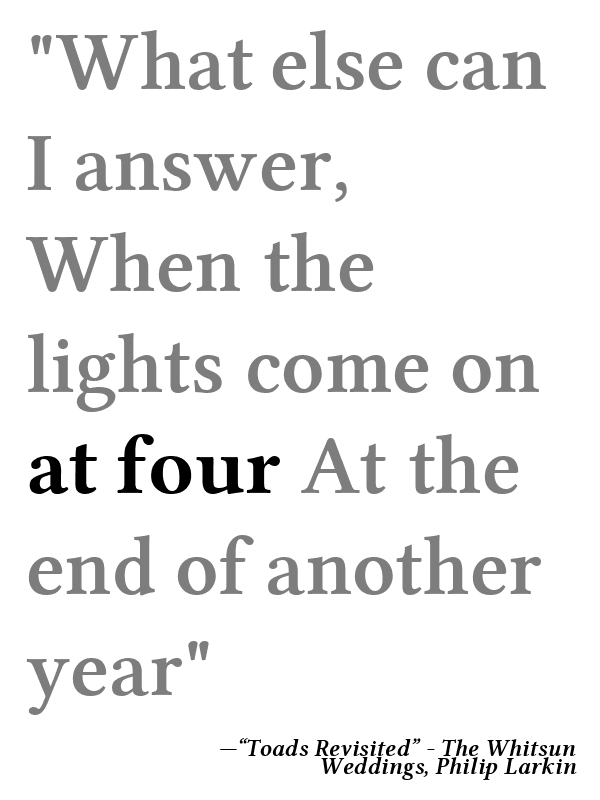 "What else can
I answer,
When the
lights come on
at four At the
end of another
year"
—“Toads Revisited” - The Whitsun
Weddings, Philip Larkin